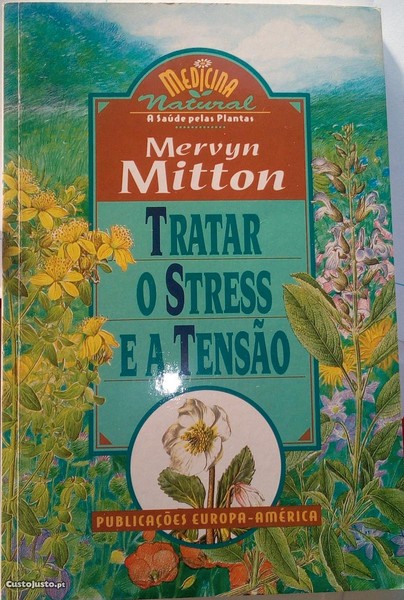 MEDICINA
Natural
A Saúde pelas Plantas
Mervyn
Mitton
TRATAR
O STRESS
E A TENSÃO
PUBLICAÇÕES EUROPA-AMÉRICA
CustoJusto.pt